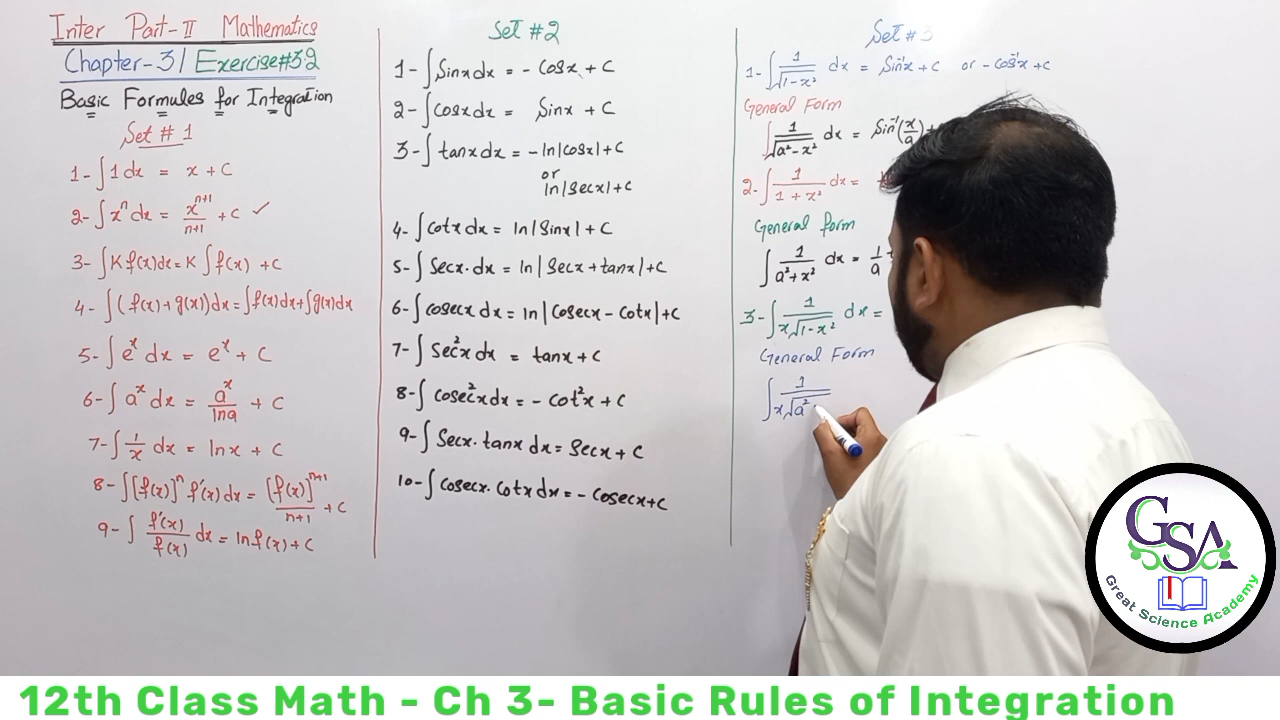 Inter Part-II Mathematics
Chapter-3 / Exercise#3.2
Basic Formules for Integration
Set # 1
1- ∫1 dx = x + C
2- ∫xⁿ dx = xⁿ⁺¹/n+1 + C ✓
3- ∫K f(x)dx = K ∫f(x) + C
4- ∫(f(x)+g(x))dx = ∫f(x)dx + ∫g(x)dx
5- ∫eˣ dx = eˣ + C
6- ∫aˣ dx = aˣ/lna + C
7- ∫1/x dx = lnx + C
8- ∫[f(x)]ⁿ f'(x)dx = [f(x)]ⁿ⁺¹/n+1 + C
9- ∫f'(x)/f(x) dx = ln f(x) + C
Set # 2
1- ∫Sinx dx = - Cosx + C
2- ∫Cosx dx = Sinx + C
3- ∫tanx dx = - ln|Cosx| + C
or
ln|Secx| + C
4- ∫Cotx dx = ln|Sinx| + C
5- ∫Secx. dx = ln|Secx + tanx| + C
6- ∫Cosecx dx = ln|Cosecx - Cotx| + C
7- ∫Sec²x dx = tanx + C
8- ∫Cosec²x dx = - Cot²x + C
9- ∫Secx. tanx dx = Secx + C
10- ∫Cosecx. Cotx dx = - Cosecx + C
Set # 3
1- ∫1/√1-x² dx = Sin⁻¹x + C or - Cos⁻¹x + C
General Form
∫1/√a²-x² dx = Sin⁻¹(x/a) +
2- ∫1/1+x² dx =
General form
∫1/a²+x² dx = 1/a
3- ∫1/x√1-x² dx =
General Form
∫1/x√a²
GSA
Great Science Academy
12th Class Math - Ch 3- Basic Rules of Integration